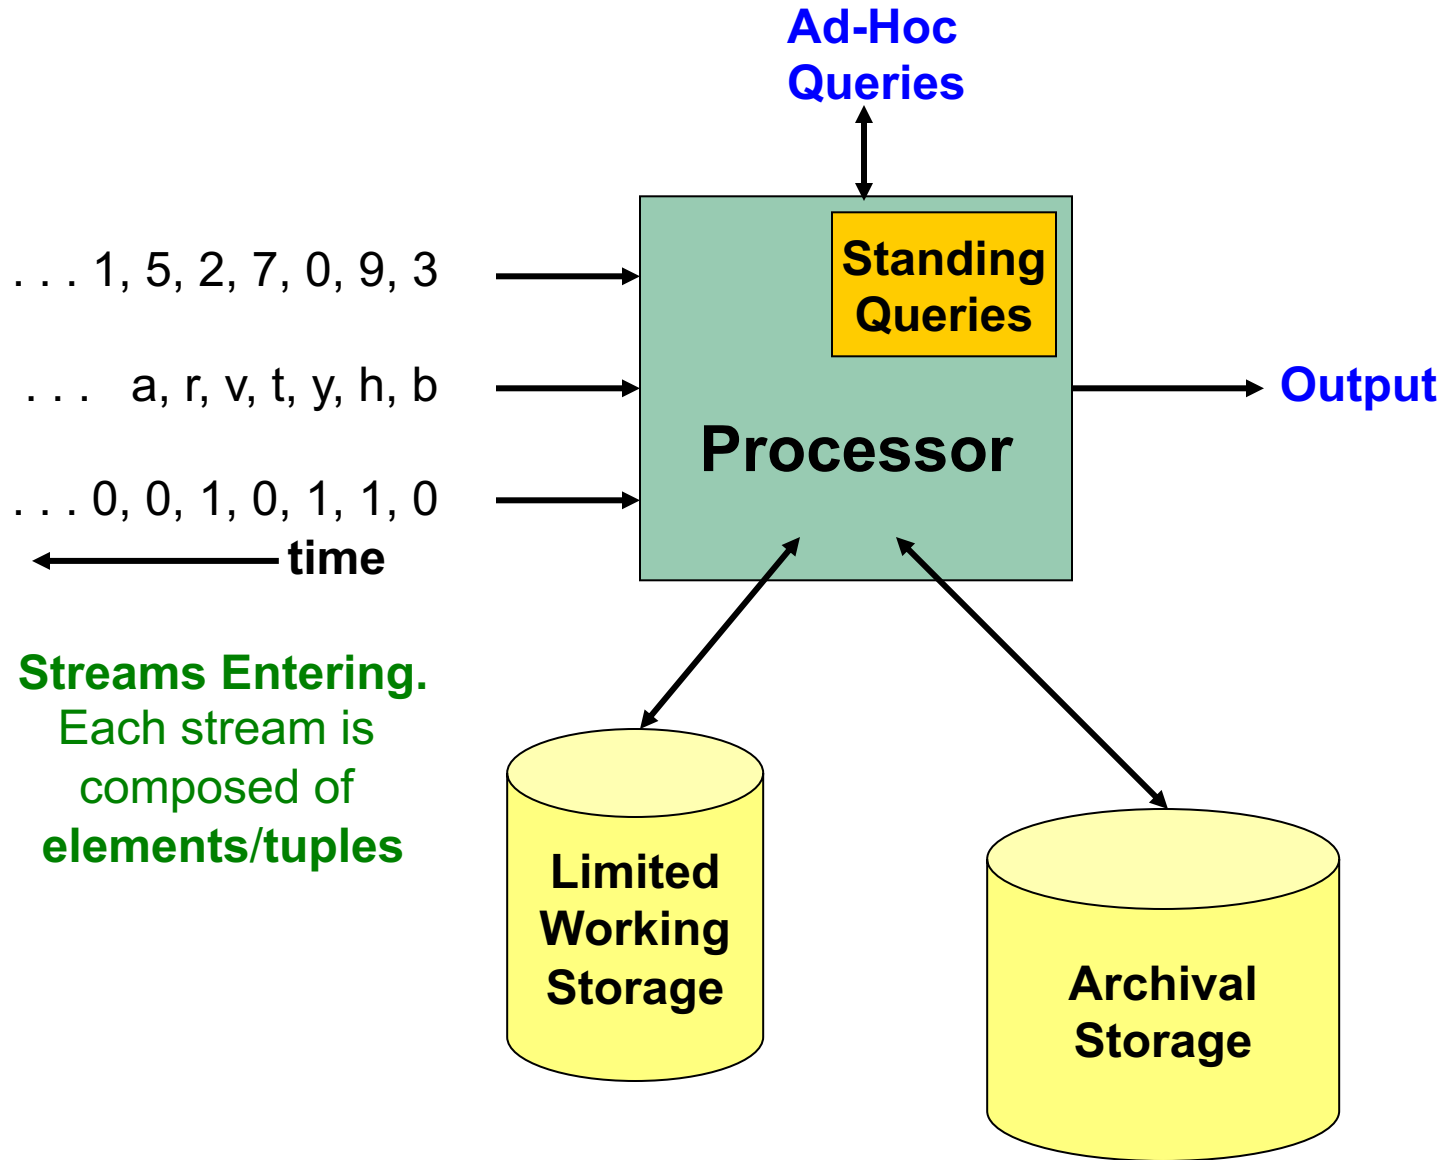 Ad-Hoc
Queries
Standing
Queries
. . . 1, 5, 2, 7, 0, 9, 3
. . . a, r, v, t, y, h, b
. . . 0, 0, 1, 0, 1, 1, 0
time
Processor
Output
Streams Entering.
Each stream is
composed of
elements/tuples
Limited
Working
Storage
Archival
Storage